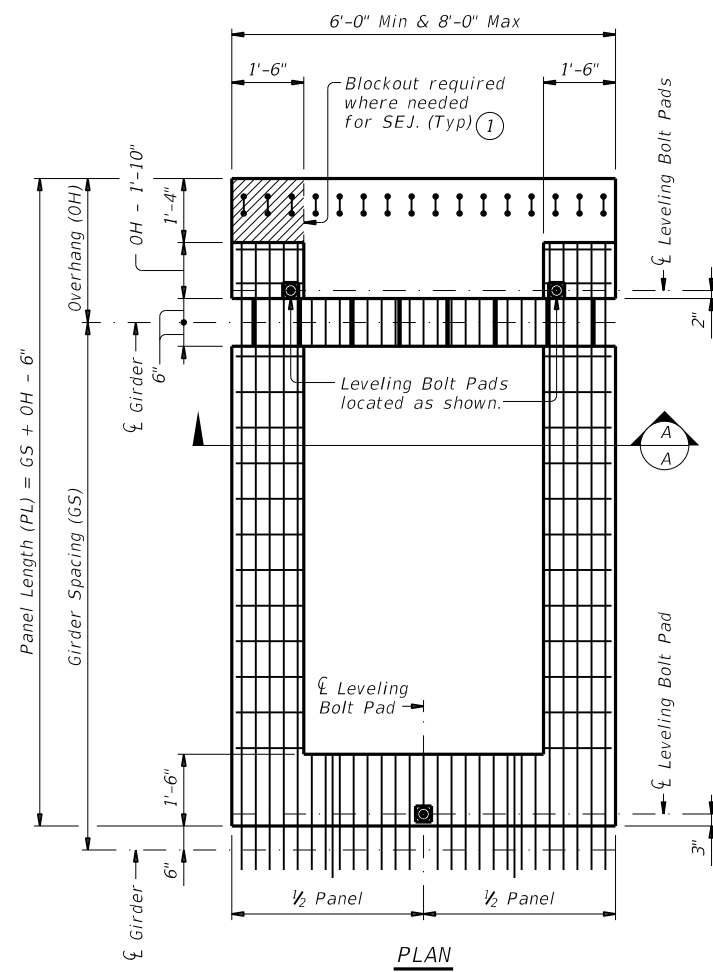 6'-0" Min & 8'-0" Max
1'-6"
1'-6"
Blockout required
where needed
for SEJ. (Typ) 1
℄ Leveling Bolt Pads
Overhang (OH)
OH - 1'-10"
1'-4"
2"
6"
℄ Girder
Leveling Bolt Pads
located as shown.
A
A
Panel Length (PL) = GS + OH - 6"
Girder Spacing (GS)
℄ Leveling
Bolt Pad
℄ Leveling Bolt Pad
1'-6"
3"
6"
℄ Girder
½ Panel
½ Panel
PLAN